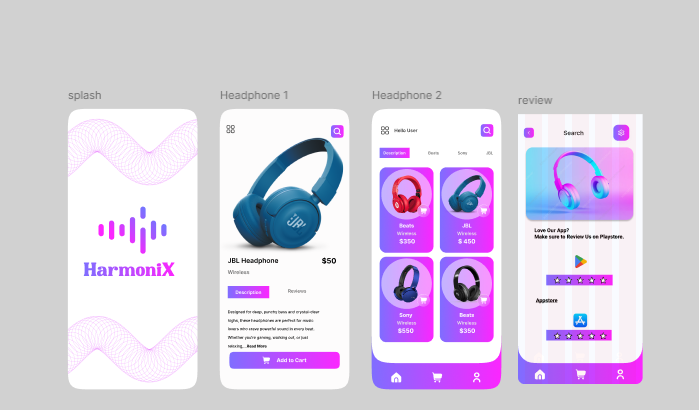 splash
Headphone 1
Headphone 2
review
HarmoniX
JBL
JBL Headphone
$50
Wireless
Description
Reviews
Designed for deep, punchy bass and crystal-clear
highs, these headphones are perfect for music
lovers who crave powerful sound in every beat.
Whether you're gaming, working out, or just
relaxing,...Read More
Add to Cart
Hello User
Description
Beats
Sony
JBL
Beats
Wireless
$350
JBL
Wireless
$ 450
Sony
Wireless
$550
Beats
Wireless
$350
Search
Love Our App?
Make sure to Review Us on Playstore.
Appstore